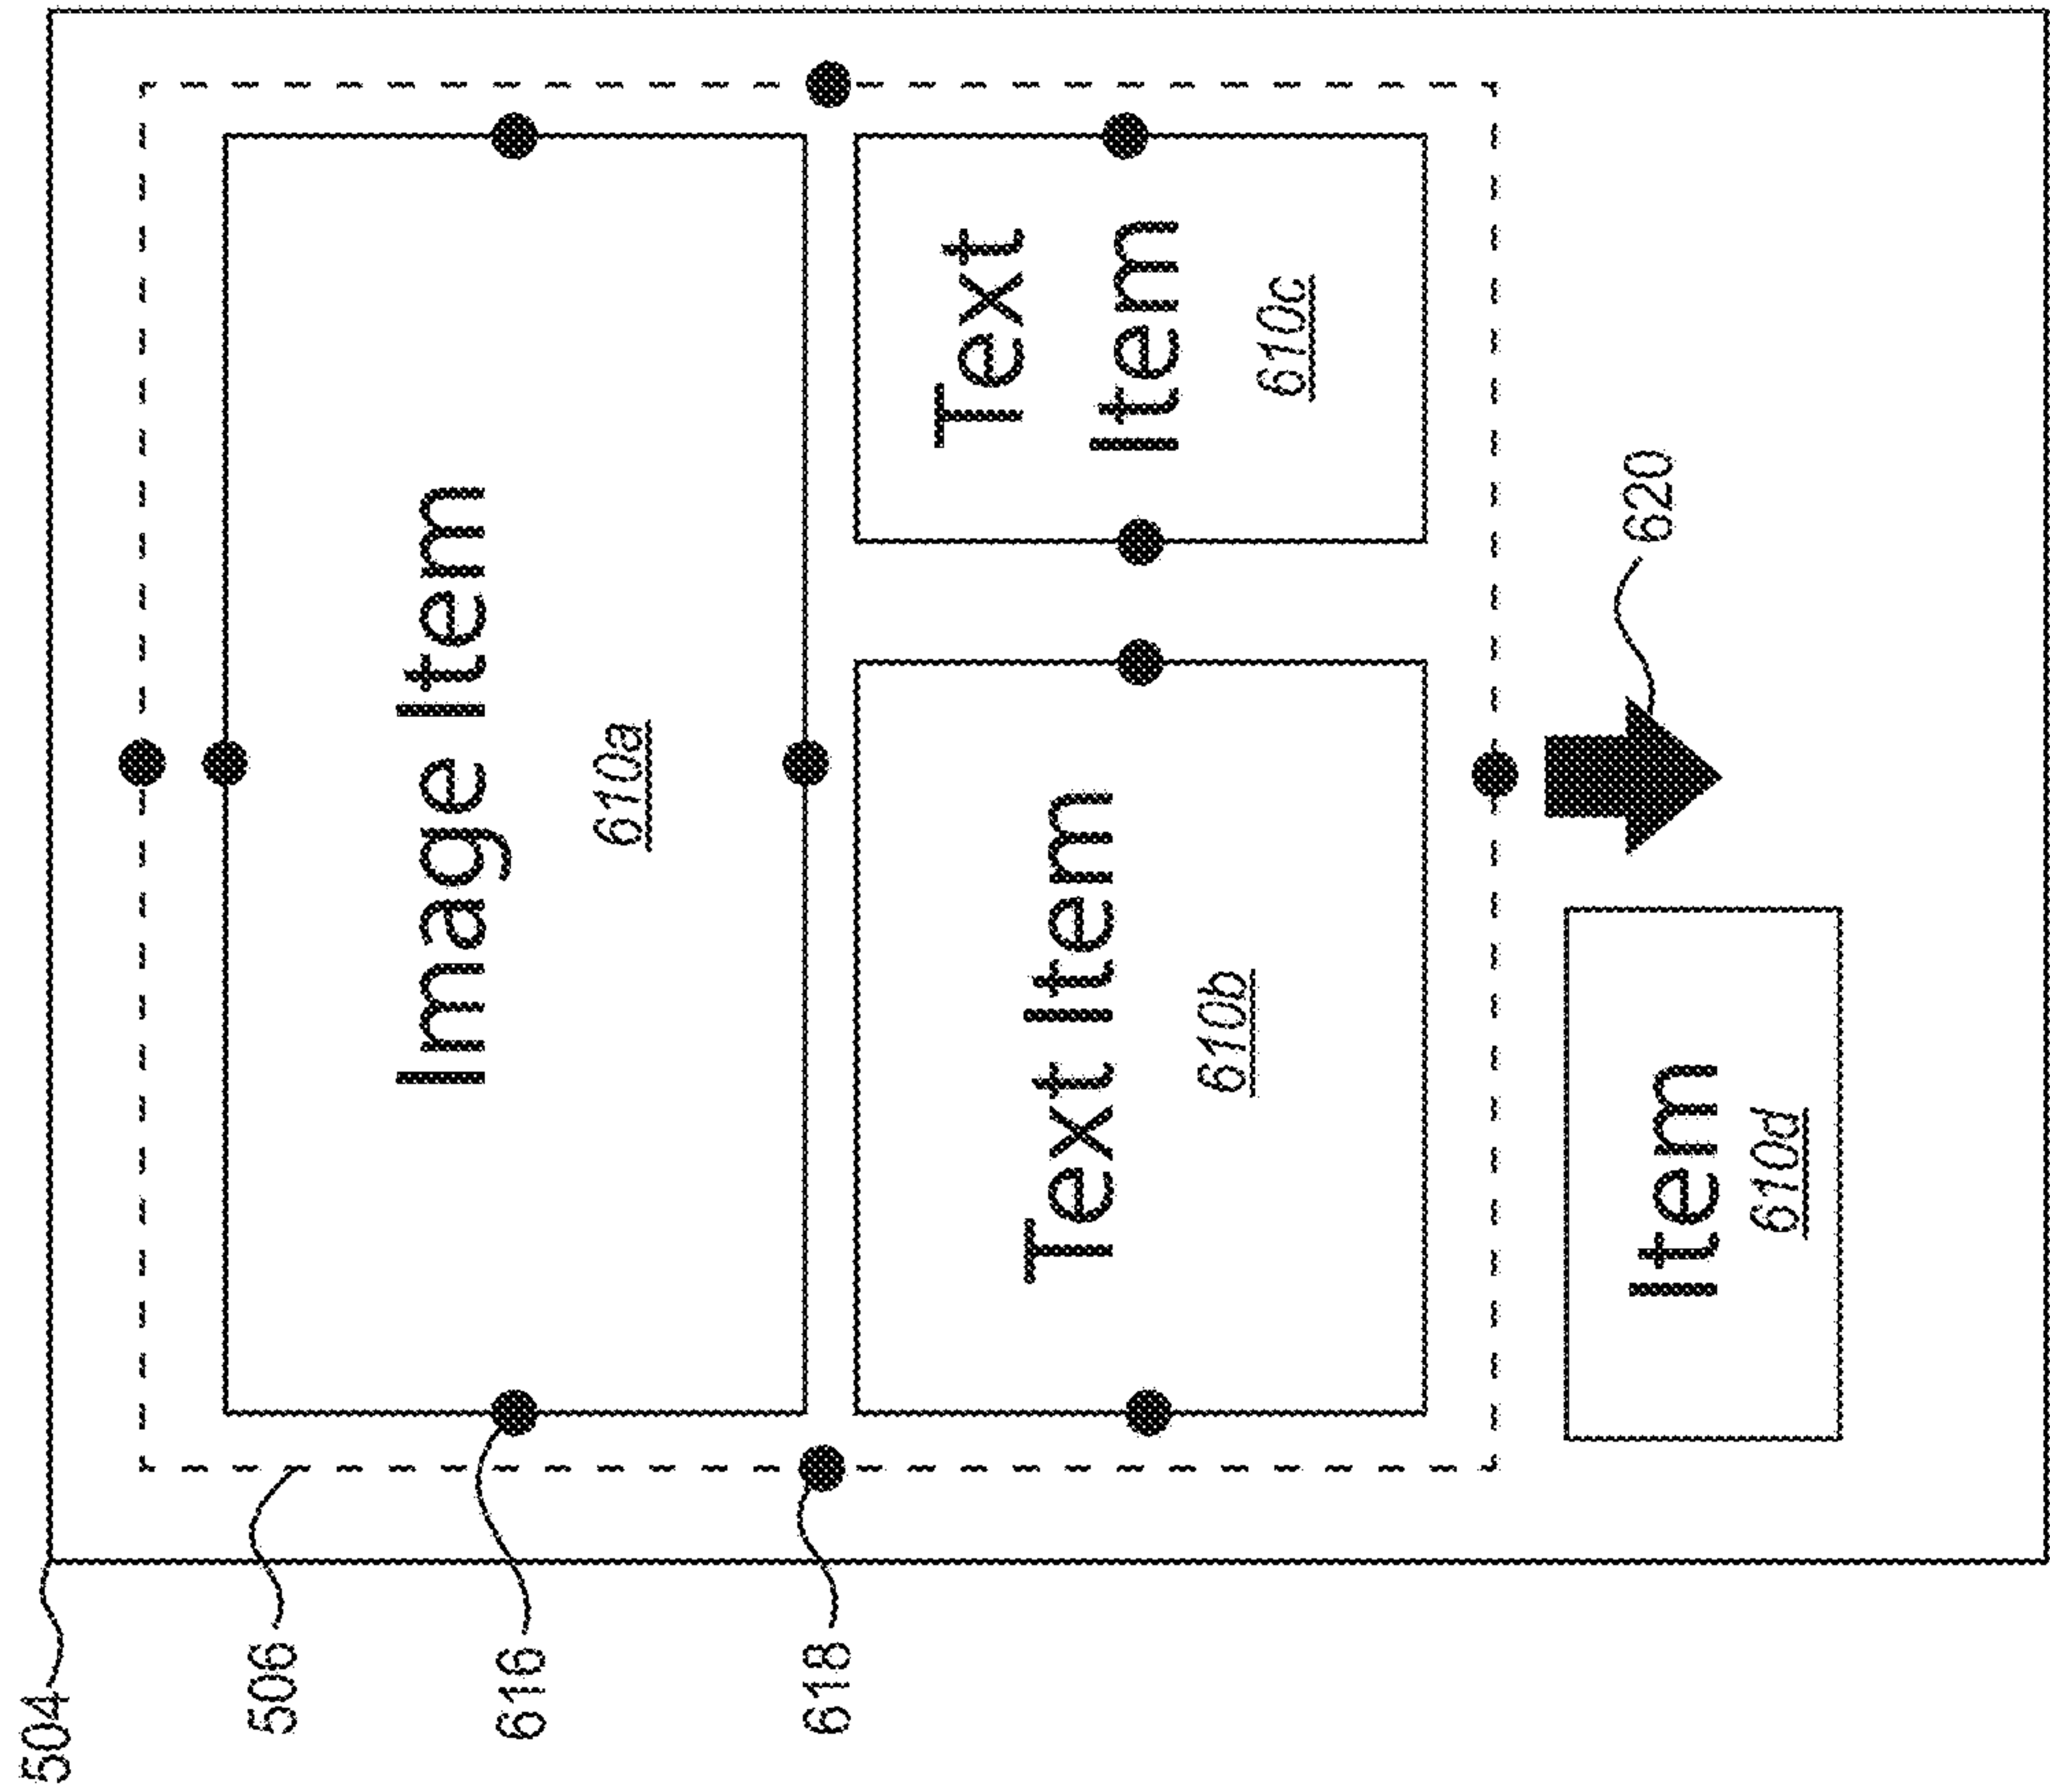 504
506
616
618
Image Item
610a
Text Item
610b
Text
Item
610c
Item
610d
620